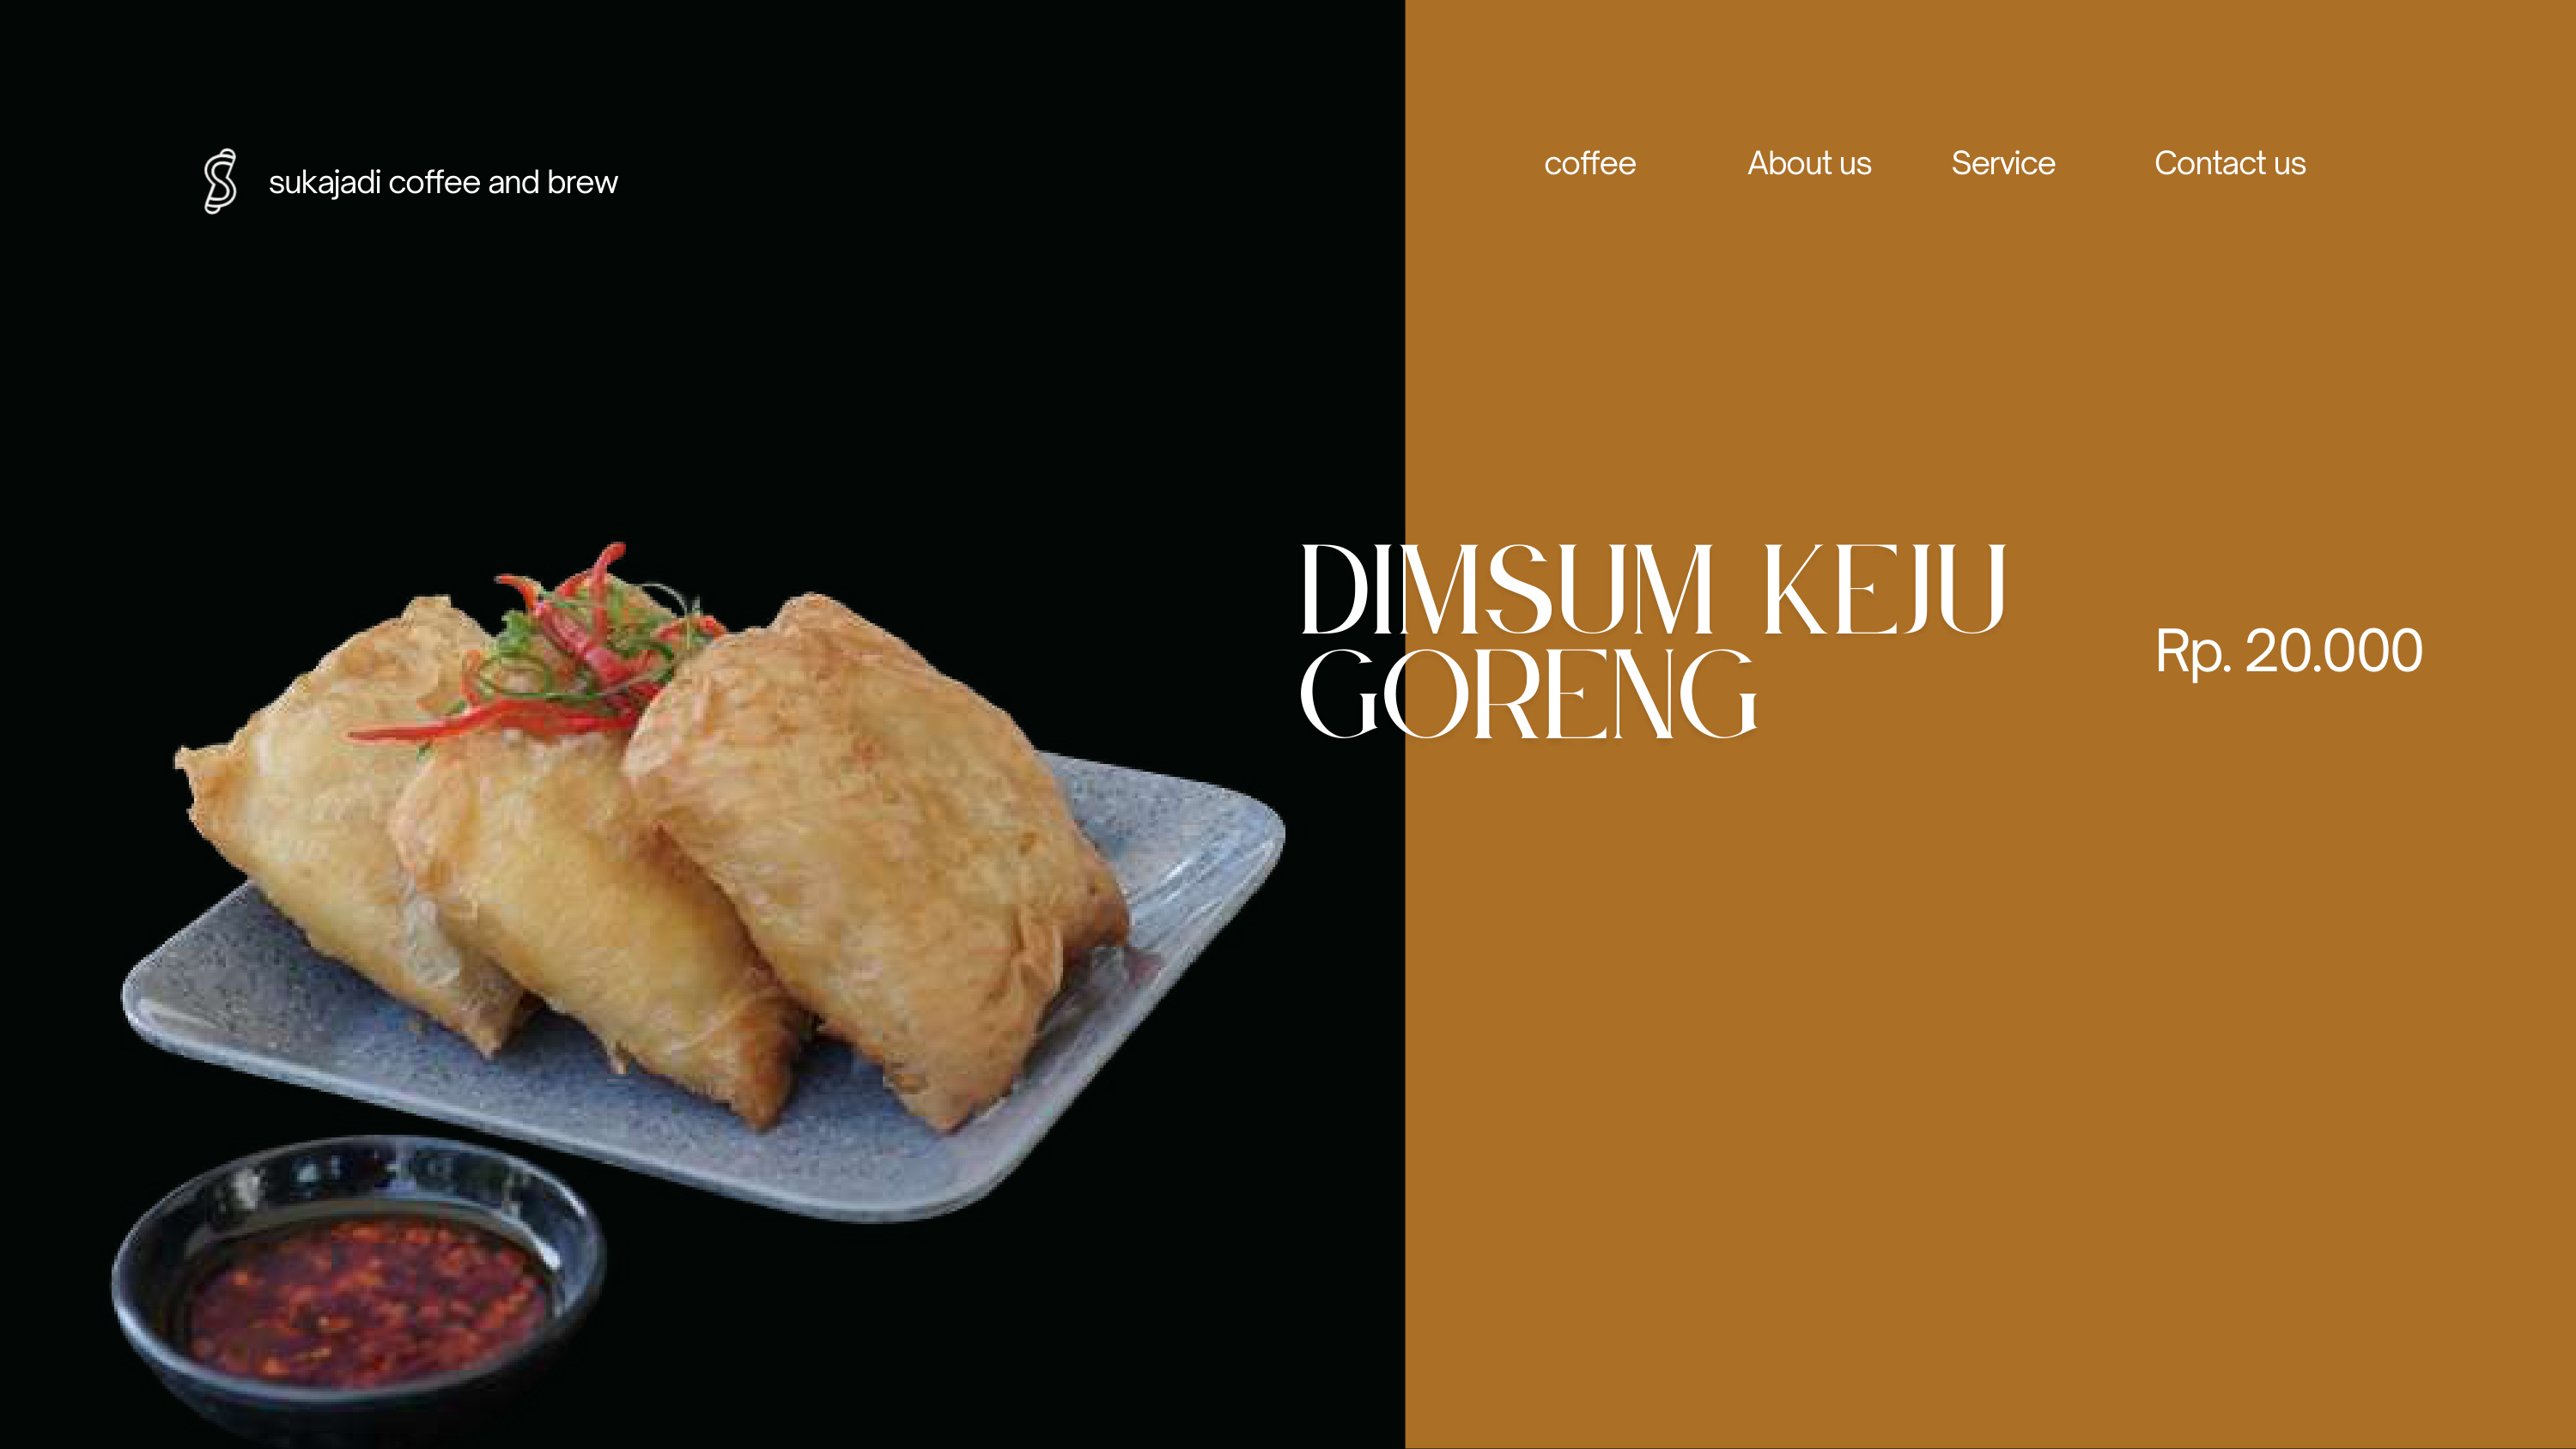 sukajadi coffee and brew
coffee About us Service Contact us
DIMSUM KEJU
GORENG
Rp. 20.000